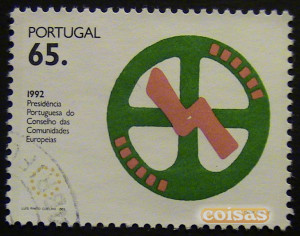 PORTUGAL
65.
1992
Presidência
Portuguesa do
Conselho das
Comunidades
Europeias
coisas